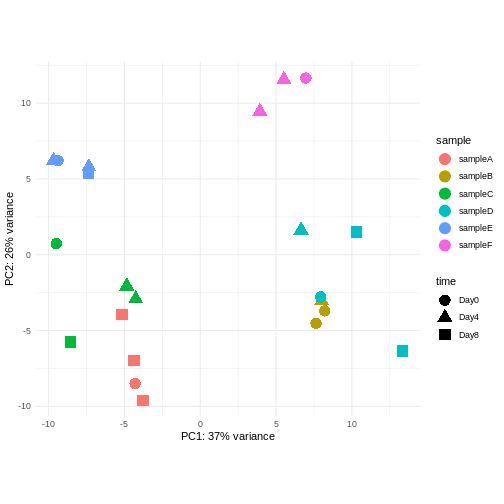 10
5
0
-5
-10
-10
-5
0
5
10
PC1: 37% variance
PC2: 26% variance
sample
sampleA
sampleB
sampleC
sampleD
sampleE
sampleF
time
Day0
Day4
Day8